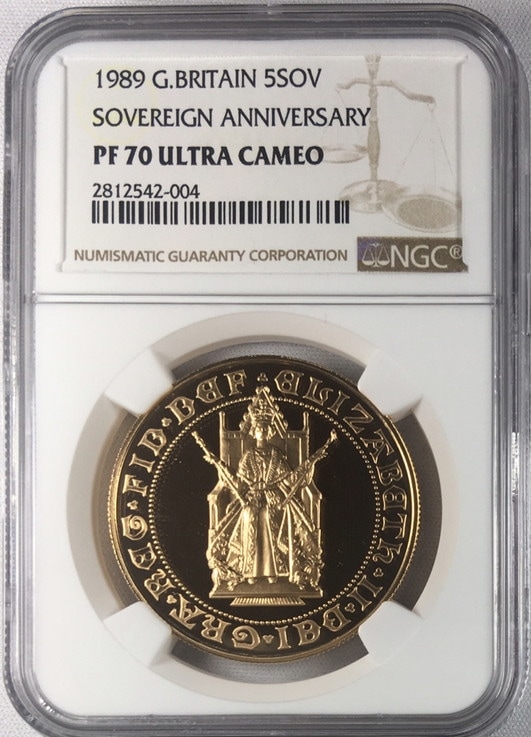 1989 G.BRITAIN 5SOV
SOVEREIGN ANNIVERSARY
PF 70 ULTRA CAMEO
2812542-004
NUMISMATIC GUARANTY CORPORATION NGC®
ELIZABETH·II·DEI·GRA·REG·FID·DEF